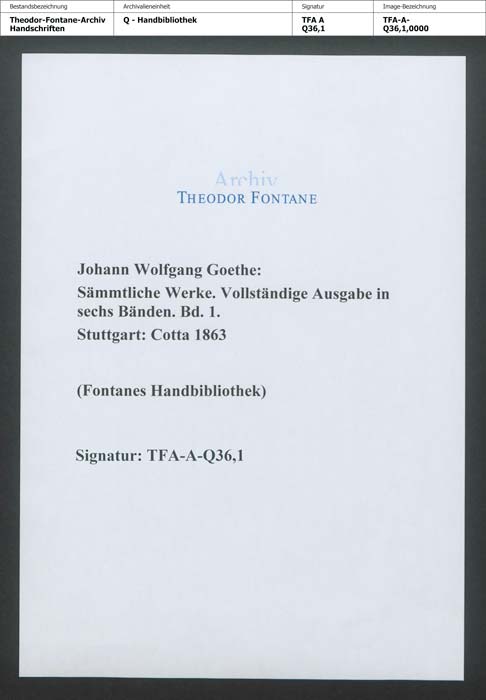 Bestandsbezeichnung
Theodor-Fontane-Archiv
Handschriften
Archivalieneinheit
Q - Handbibliothek
Signatur
TFA A
Q36,1
Image-Bezeichnung
TFA-A-
Q36,1,0000
Archiv
THEODOR FONTANE
Johann Wolfgang Goethe:
Sämmtliche Werke. Vollständige Ausgabe in
sechs Bänden. Bd. 1.
Stuttgart: Cotta 1863
(Fontanes Handbibliothek)
Signatur: TFA-A-Q36,1